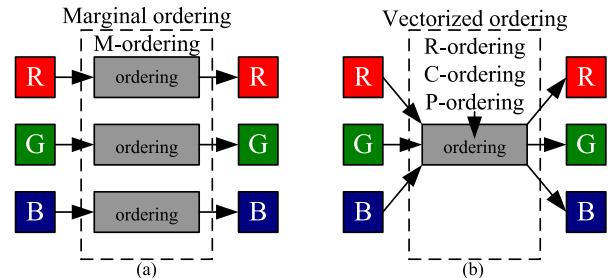 Marginal ordering
M-ordering
R ordering R
G ordering G
B ordering B
(a)
Vectorized ordering
R-ordering
C-ordering
P-ordering
R R
G ordering G
B B
(b)